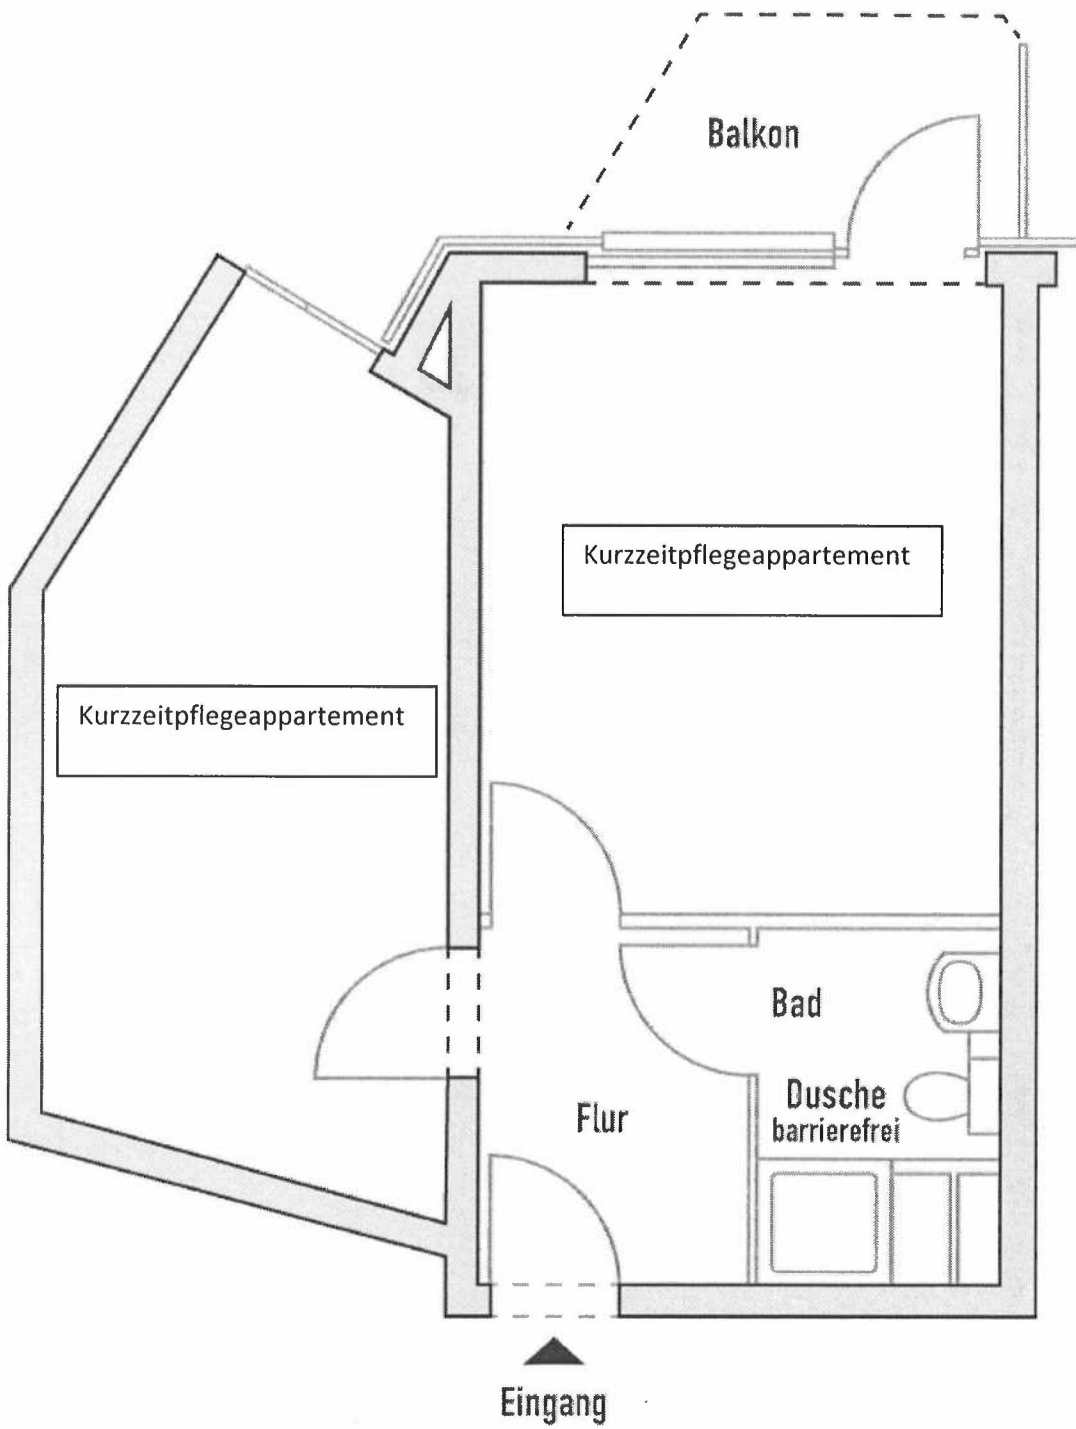 Balkon
Kurzzeitpflegeappartement
Kurzzeitpflegeappartement
Bad
Dusche
barrierefrei
Flur
Eingang